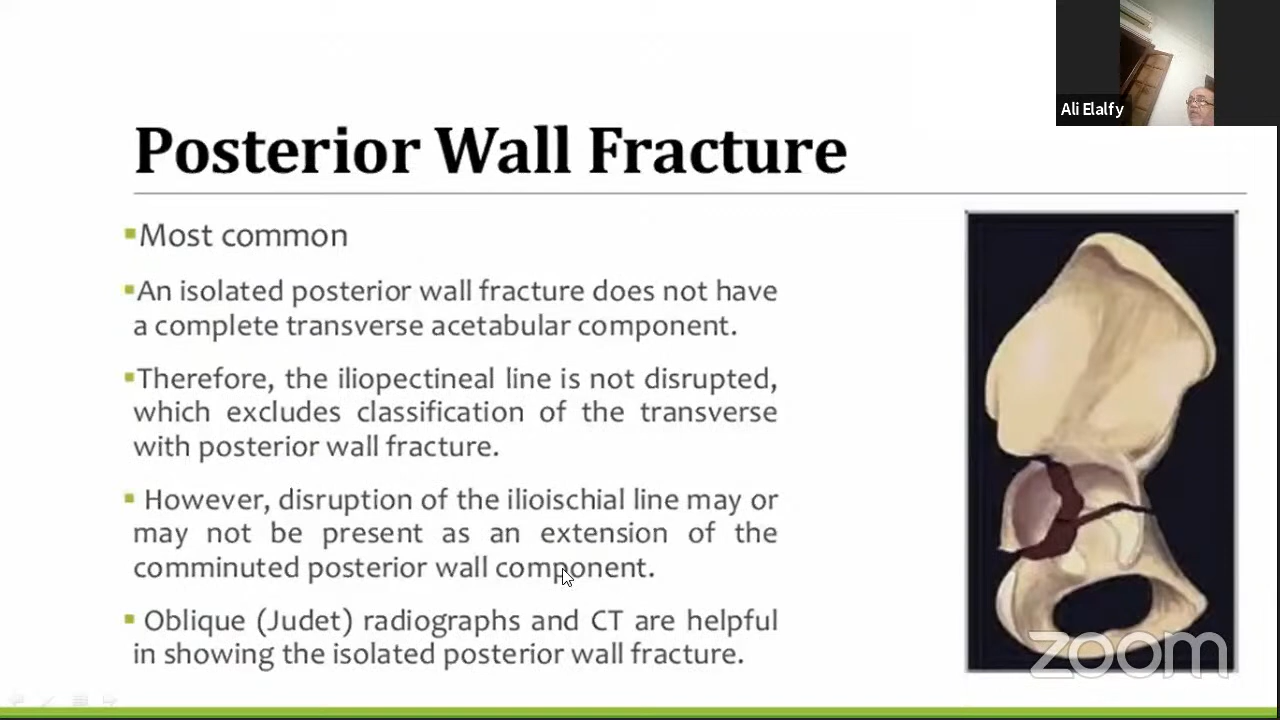 Ali Elalfy
Posterior Wall Fracture
Most common
An isolated posterior wall fracture does not have
a complete transverse acetabular component.
Therefore, the iliopectineal line is not disrupted,
which excludes classification of the transverse
with posterior wall fracture.
However, disruption of the ilioischial line may or
may not be present as an extension of the
comminuted posterior wall component.
Oblique (Judet) radiographs and CT are helpful
in showing the isolated posterior wall fracture.
zoom